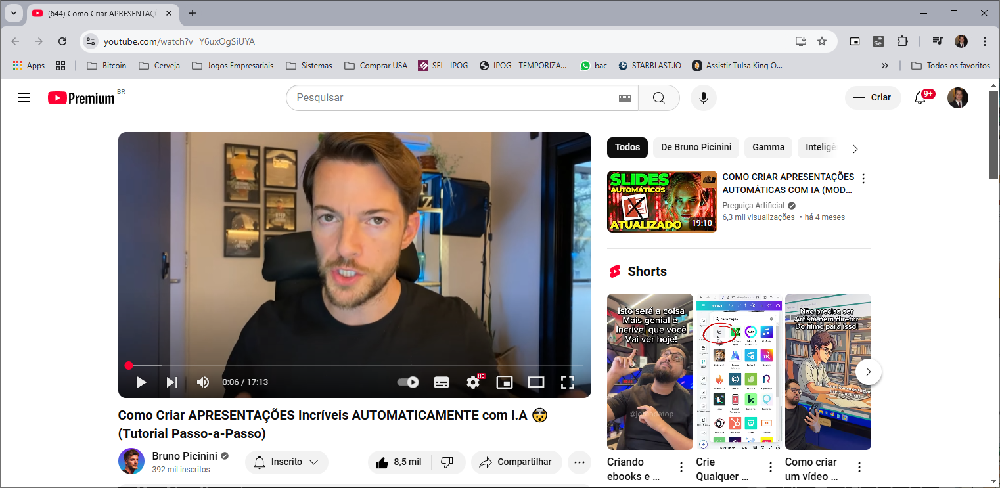 (644) Como Criar APRESENTAÇÕ
youtube.com/watch?v=Y6uxOgSiUYA
Apps
Bitcoin
Cerveja
Jogos Empresariais
Sistemas
Comprar USA
SEI - IPOG
IPOG - TEMPORIZA...
bac
STARBLAST.IO
Assistir Tulsa King O...
Todos os favoritos
Premium BR
Pesquisar
Criar
9+
Todos
De Bruno Picinini
Gamma
Inteligê
SLIDES
AUTOMÁTICOS
ATUALIZADO
19:10
COMO CRIAR APRESENTAÇÕES
AUTOMÁTICAS COM IA (MOD...
Preguiça Artificial
6,3 mil visualizações • há 4 meses
Shorts
Isto será a coisa
Mais genial e
Incrível que você
Vai ver hoje!
@jornadatop
Não precisa ser
Artista nem diretor
De filme para isso!
0:06 / 17:13
HD
Como Criar APRESENTAÇÕES Incríveis AUTOMATICAMENTE com I.A 🤯
(Tutorial Passo-a-Passo)
Bruno Picinini
392 mil inscritos
Inscrito
8,5 mil
Compartilhar
Criando
ebooks e ...
Crie
Qualquer ...
Como criar
um vídeo ...